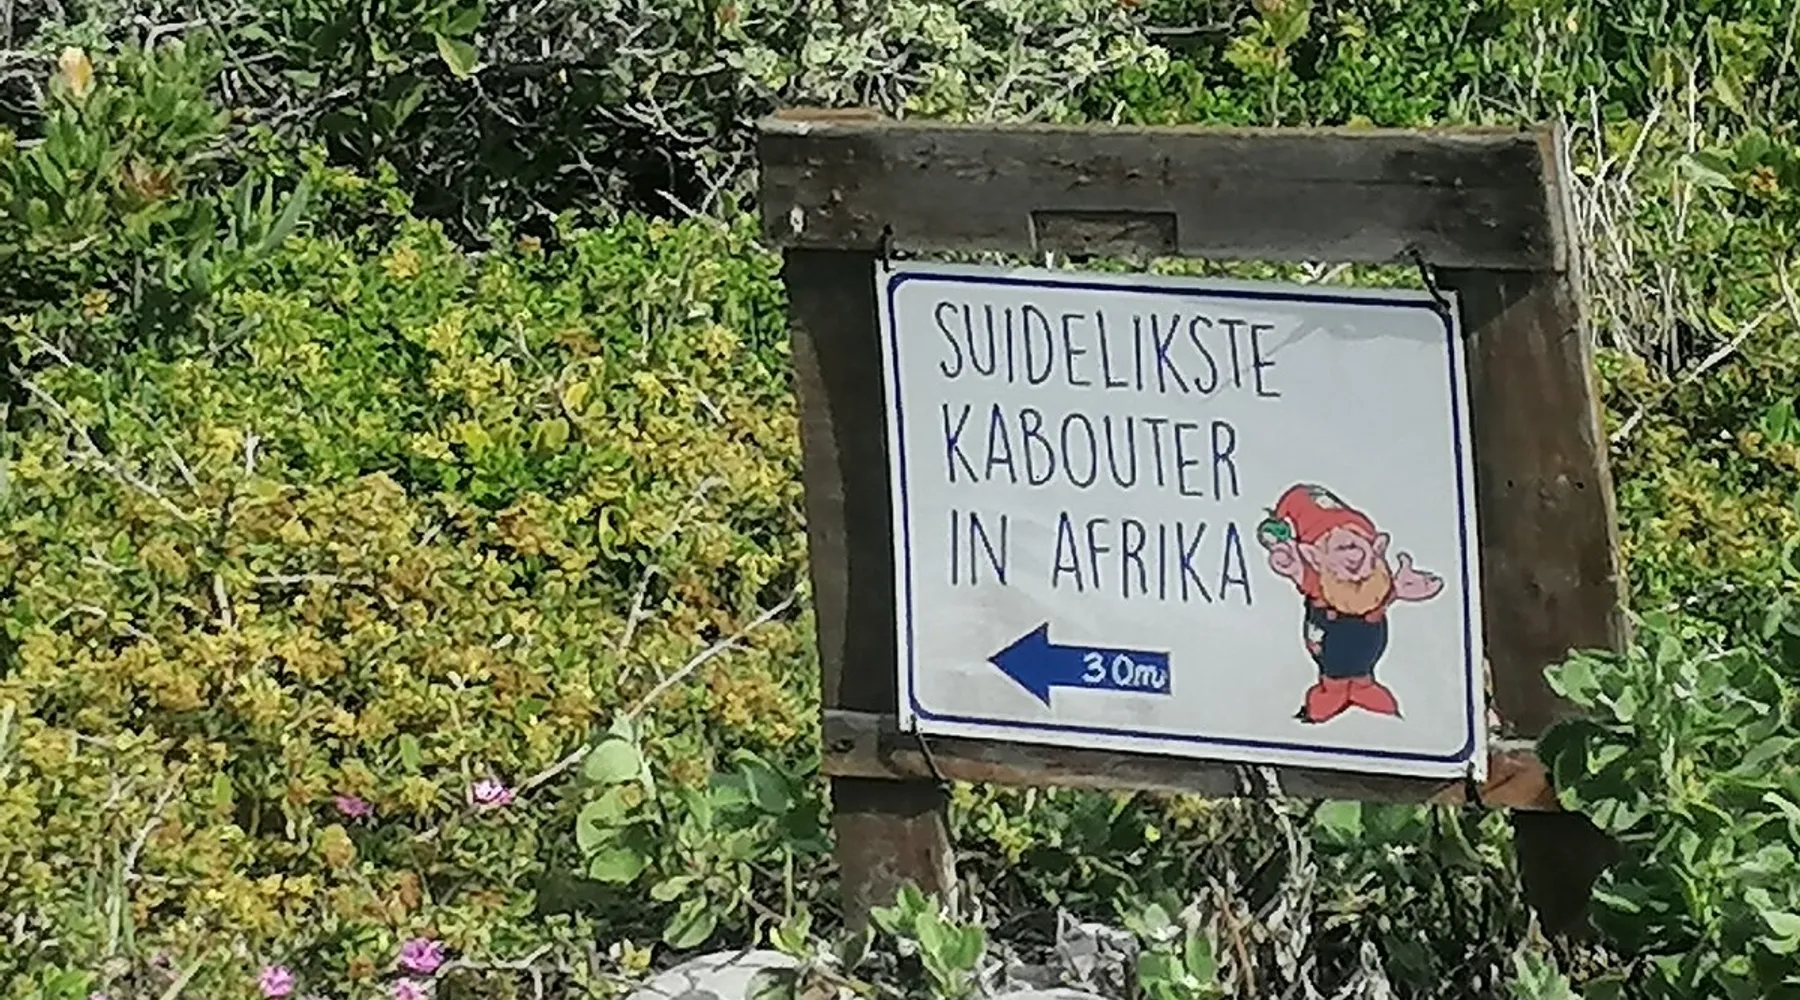 SUIDELIKSTE
KABOUTER
IN AFRIKA
30m